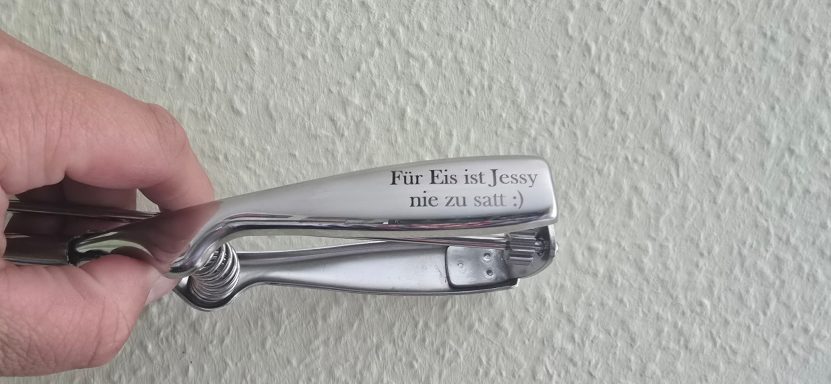 Für Eis ist Jessy
nie zu satt :)